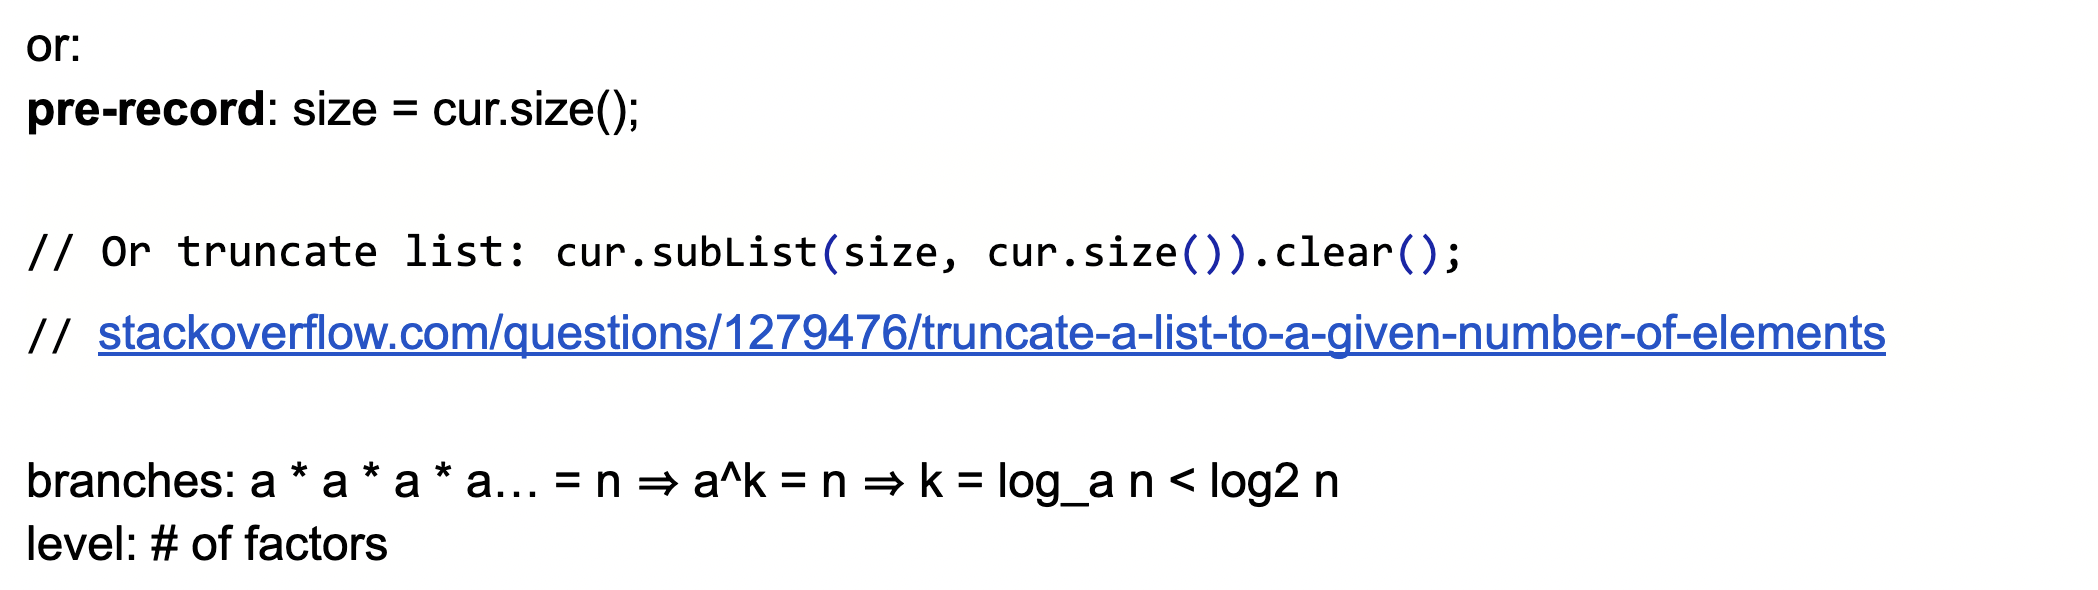 or:
pre-record: size = cur.size();
// Or truncate list: cur.subList(size, cur.size()).clear();
// stackoverflow.com/questions/1279476/truncate-a-list-to-a-given-number-of-elements
branches: a * a * a * a… = n ⇒ a^k = n ⇒ k = log_a n < log2 n
level: # of factors